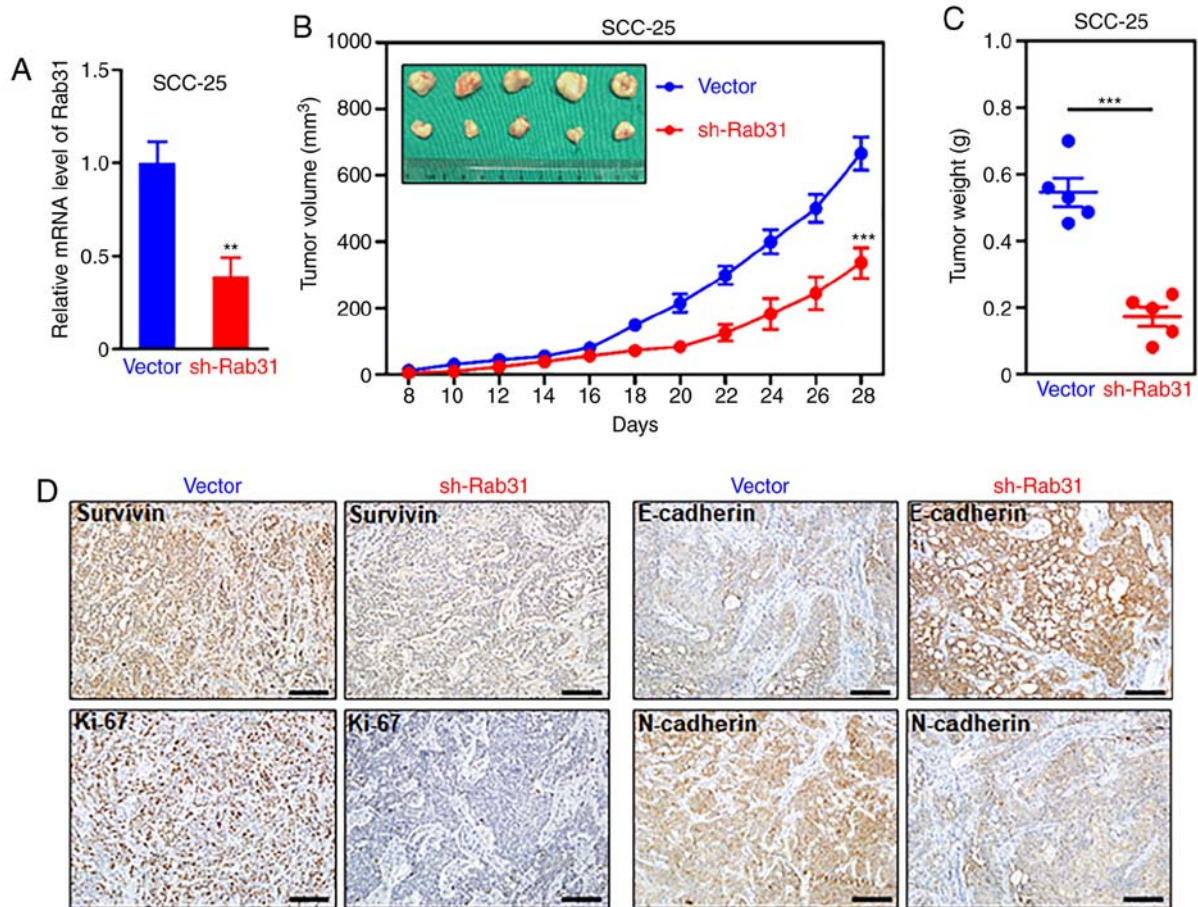 A
SCC-25
Relative mRNA level of Rab31
1.5
1.0
0.5
0
**
Vector sh-Rab31
B
SCC-25
Tumor volume (mm³)
1000
800
600
400
200
0
Vector
sh-Rab31
***
8 10 12 14 16 18 20 22 24 26 28
Days
C
SCC-25
Tumor weight (g)
1.0
0.8
0.6
0.4
0.2
0
***
Vector sh-Rab31
D
Vector sh-Rab31 Vector sh-Rab31
Survivin Survivin E-cadherin E-cadherin
Ki-67 Ki-67 N-cadherin N-cadherin